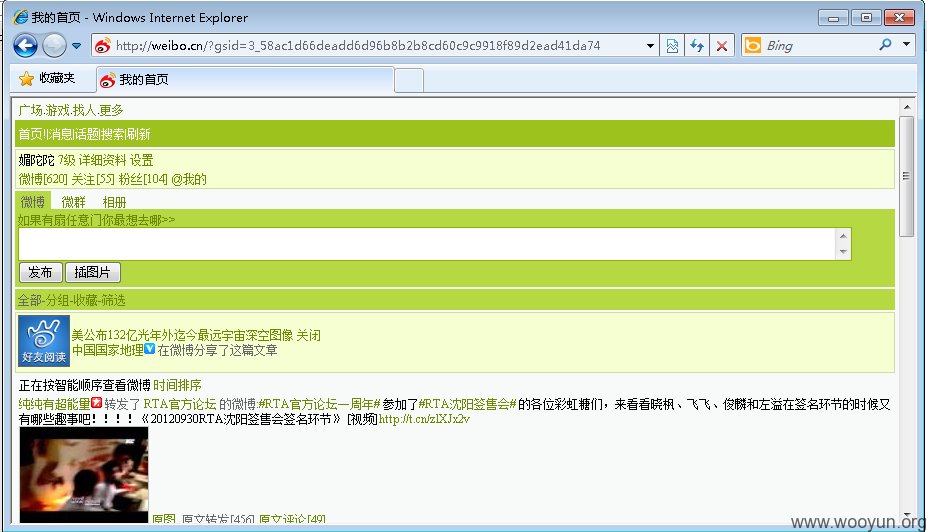 我的首页 - Windows Internet Explorer
http://weibo.cn/?gsid=3_58ac1d66deadd6d96b8b2b8cd60c9c9918f89d2ead41da74
Bing
收藏夹
我的首页
广场.游戏.找人.更多
首页!|消息|话题|搜索|刷新
媚陀陀 7级 详细资料 设置
微博[620] 关注[55] 粉丝[104] @我的
微博 微群 相册
如果有扇任意门你最想去哪>>
发布 插图片
全部-分组-收藏-筛选
好友阅读
美公布132亿光年外迄今最远宇宙深空图像 关闭
中国国家地理 在微博分享了这篇文章
正在按智能顺序查看微博 时间排序
纯纯有超能量 转发了 RTA官方论坛 的微博:#RTA官方论坛一周年# 参加了#RTA沈阳签售会# 的各位彩虹糖们，来看看晓枫、飞飞、俊麟和左溢在签名环节的时候又
有哪些趣事吧！！！！《20120930RTA沈阳签售会签名环节》 [视频]http://t.cn/zlXJx2v
原图 原文转发[456] 原文评论[49]
www.wooyun.org